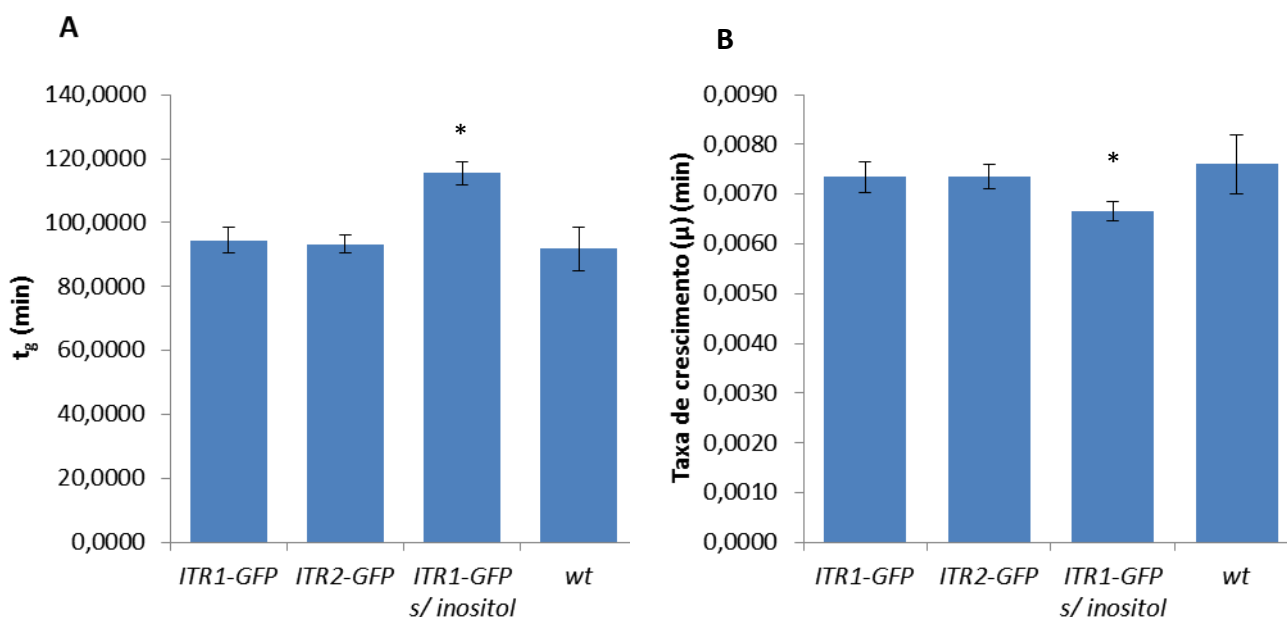 A
t_g (min)
140,0000
120,0000
100,0000
80,0000
60,0000
40,0000
20,0000
0,0000
*
ITR1-GFP
ITR2-GFP
ITR1-GFP
s/ inositol
wt
B
Taxa de crescimento (µ) (min)
0,0090
0,0080
0,0070
0,0060
0,0050
0,0040
0,0030
0,0020
0,0010
0,0000
*
ITR1-GFP
ITR2-GFP
ITR1-GFP
s/ inositol
wt